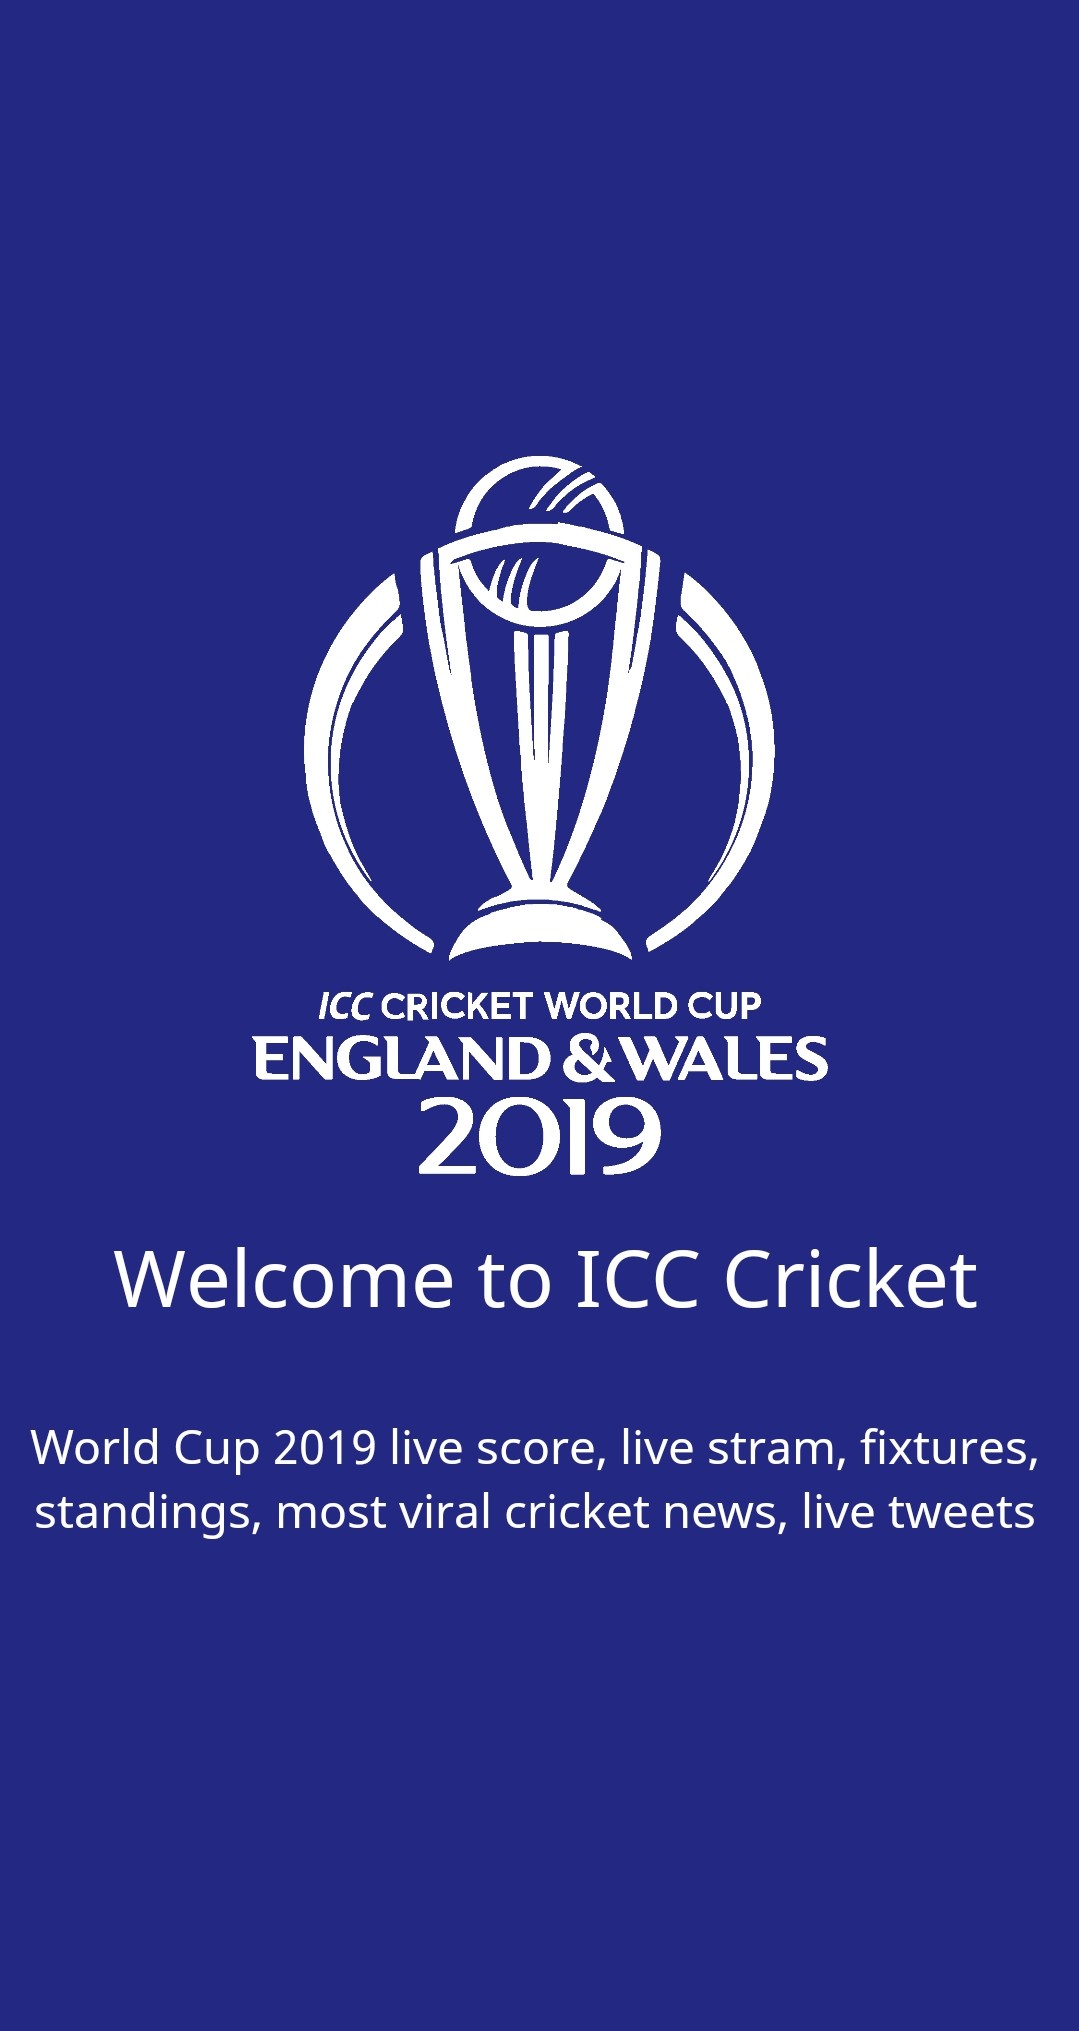 ICC CRICKET WORLD CUP
ENGLAND & WALES
2019
Welcome to ICC Cricket
World Cup 2019 live score, live stram, fixtures,
standings, most viral cricket news, live tweets